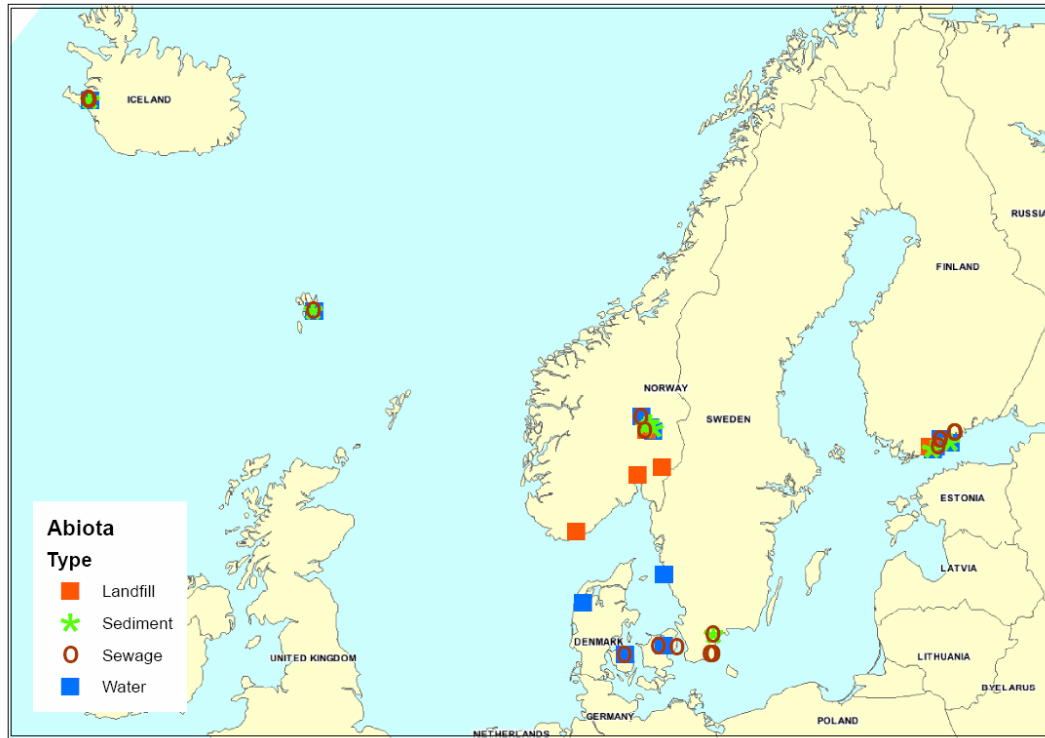 ICELAND
RUSSIA
FINLAND
NORWAY
SWEDEN
ESTONIA
LATVIA
DENMARK
UNITED KINGDOM
LITHUANIA
BYELARUS
GERMANY
POLAND
NETHERLANDS
Abiota
Type
Landfill
Sediment
Sewage
Water